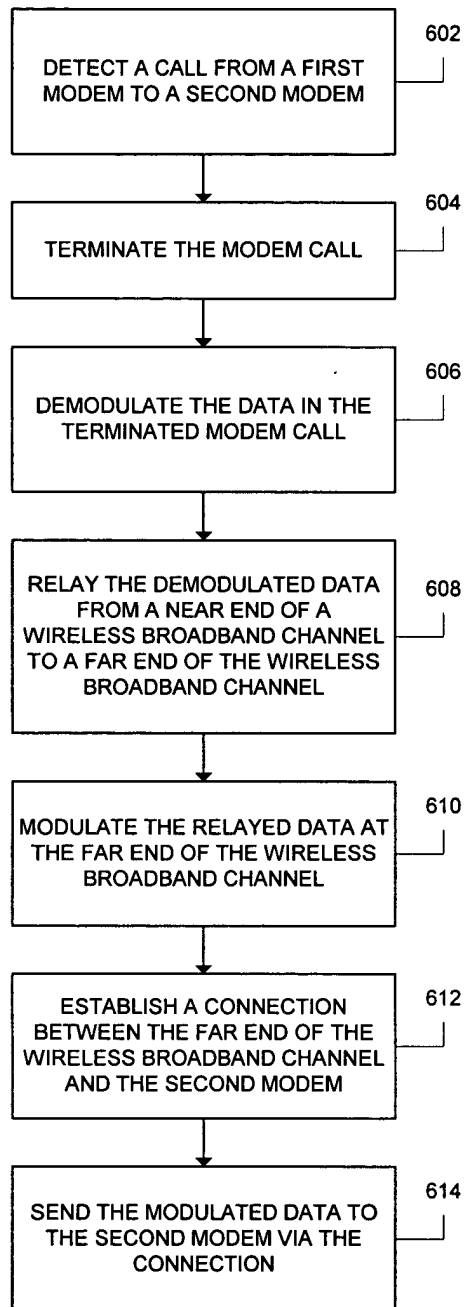 602
DETECT A CALL FROM A FIRST
MODEM TO A SECOND MODEM
604
TERMINATE THE MODEM CALL
606
DEMODULATE THE DATA IN THE
TERMINATED MODEM CALL
608
RELAY THE DEMODULATED DATA
FROM A NEAR END OF A
WIRELESS BROADBAND CHANNEL
TO A FAR END OF THE WIRELESS
BROADBAND CHANNEL
610
MODULATE THE RELAYED DATA AT
THE FAR END OF THE WIRELESS
BROADBAND CHANNEL
612
ESTABLISH A CONNECTION
BETWEEN THE FAR END OF THE
WIRELESS BROADBAND CHANNEL
AND THE SECOND MODEM
614
SEND THE MODULATED DATA TO
THE SECOND MODEM VIA THE
CONNECTION